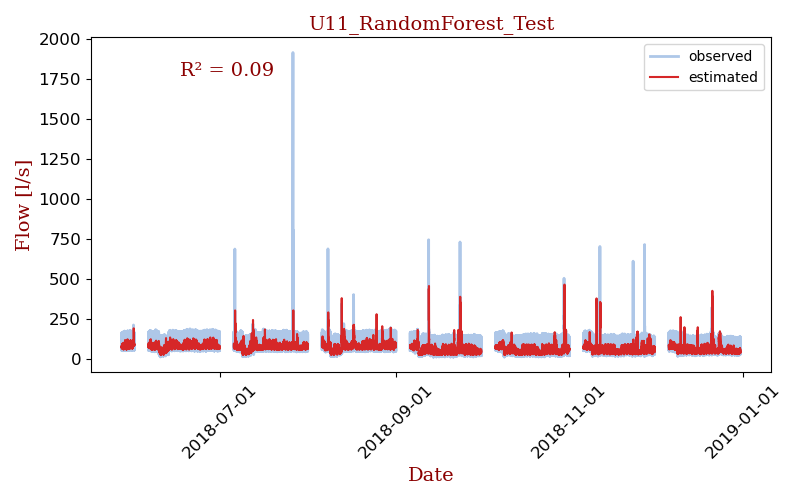 U11_RandomForest_Test
R² = 0.09
observed
estimated
Flow [l/s]
2000
1750
1500
1250
1000
750
500
250
0
2018-07-01
2018-09-01
2018-11-01
2019-01-01
Date